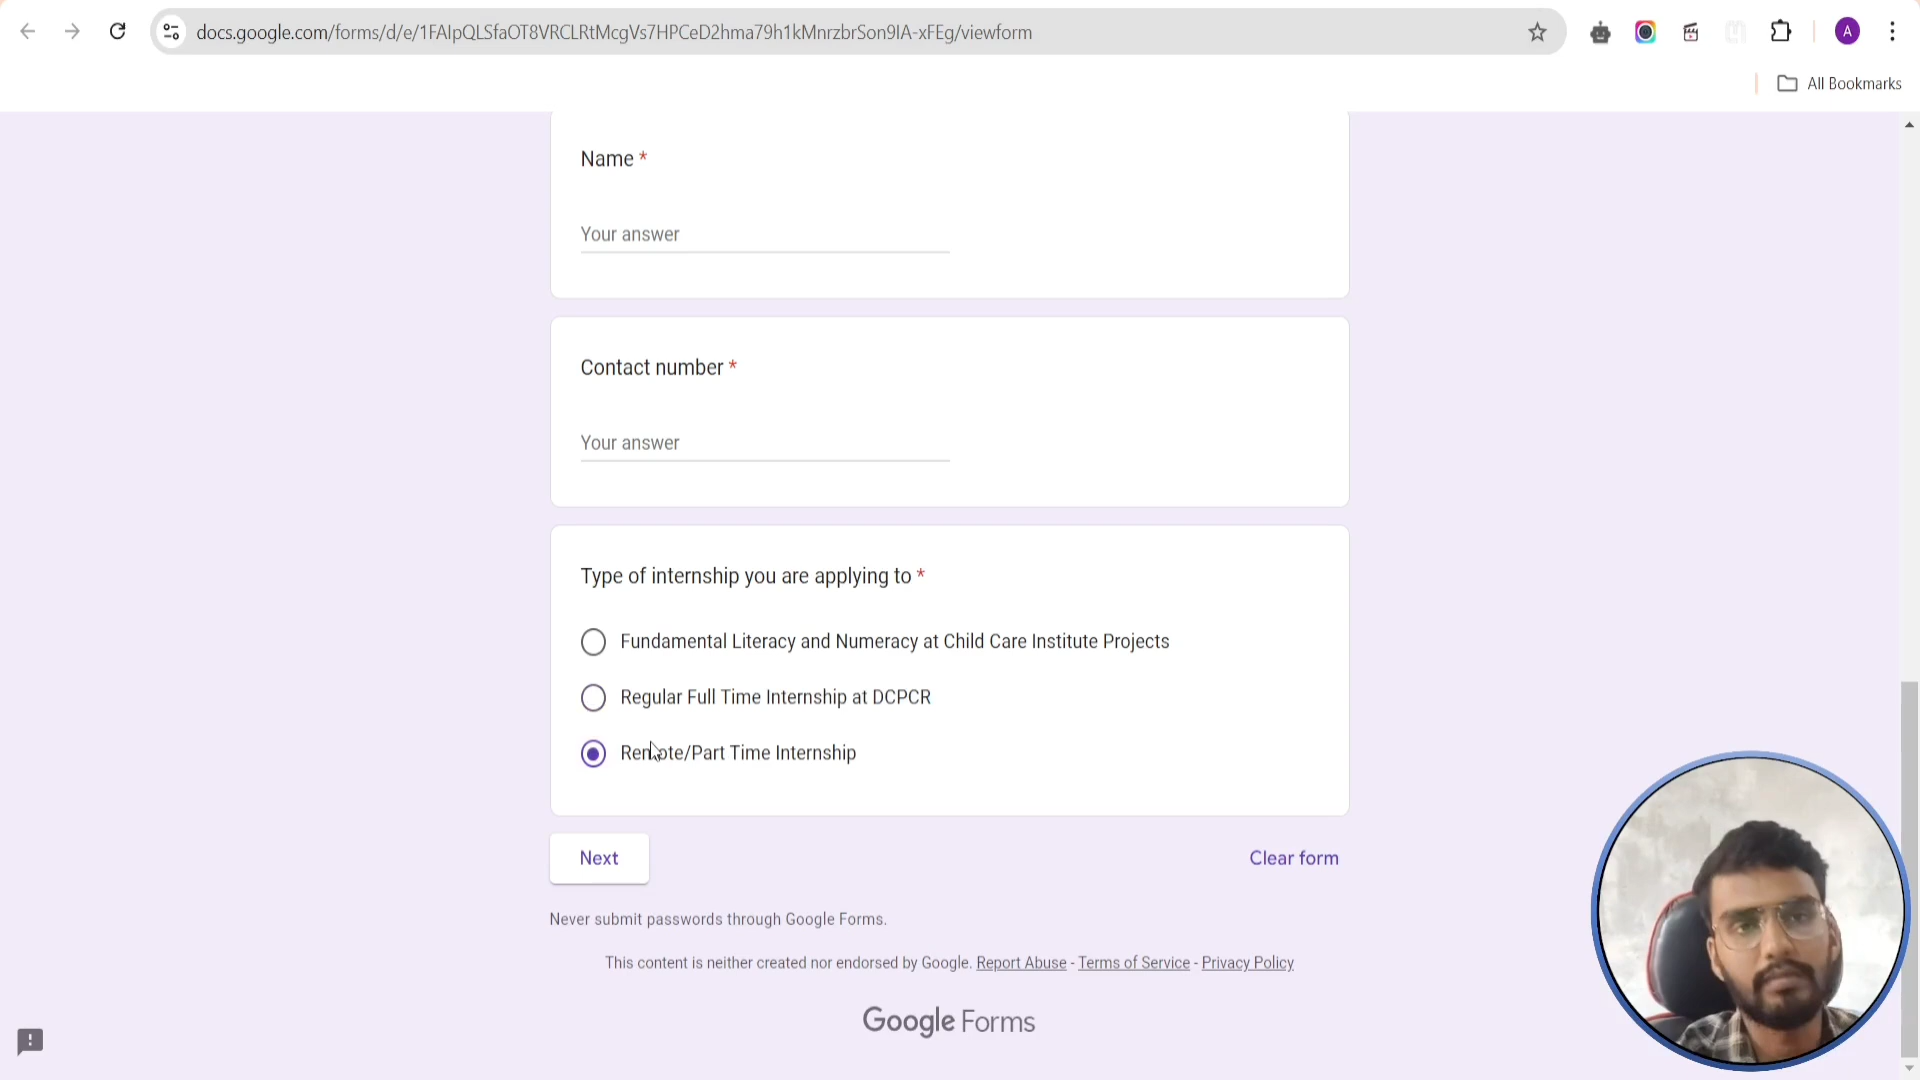 docs.google.com/forms/d/e/1FAIpQLSfaOT8VRCLRtMcgVs7HPCeD2hma79h1kMnrzbrSon9IA-xFEg/viewform
A
All Bookmarks
Name *
Your answer
Contact number *
Your answer
Type of internship you are applying to *
Fundamental Literacy and Numeracy at Child Care Institute Projects
Regular Full Time Internship at DCPCR
Remote/Part Time Internship
Next
Clear form
Never submit passwords through Google Forms.
This content is neither created nor endorsed by Google. Report Abuse - Terms of Service - Privacy Policy
Google Forms